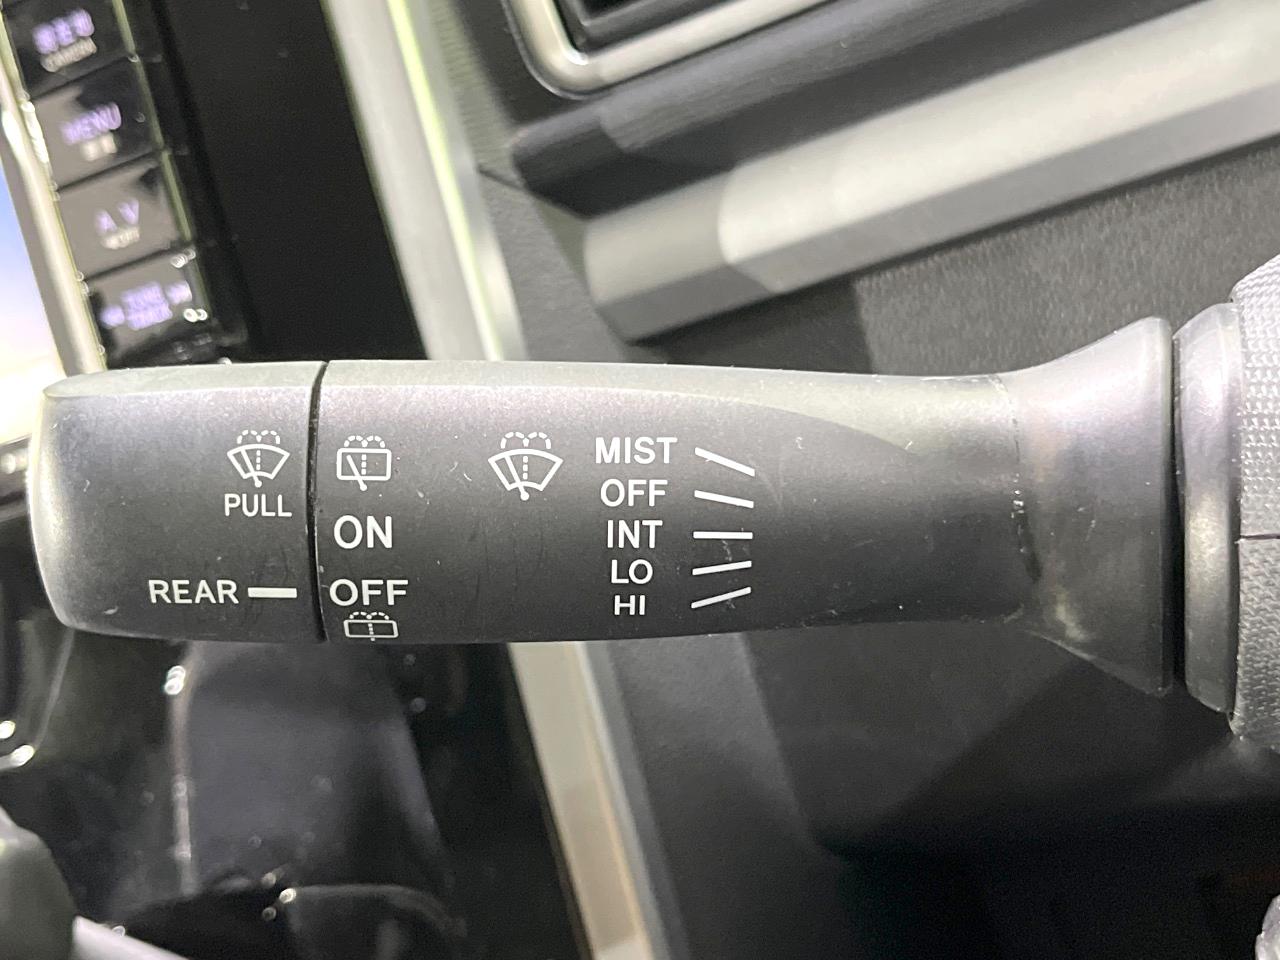 MENU
PULL
REAR
ON
OFF
MIST
OFF
INT
LO
HI